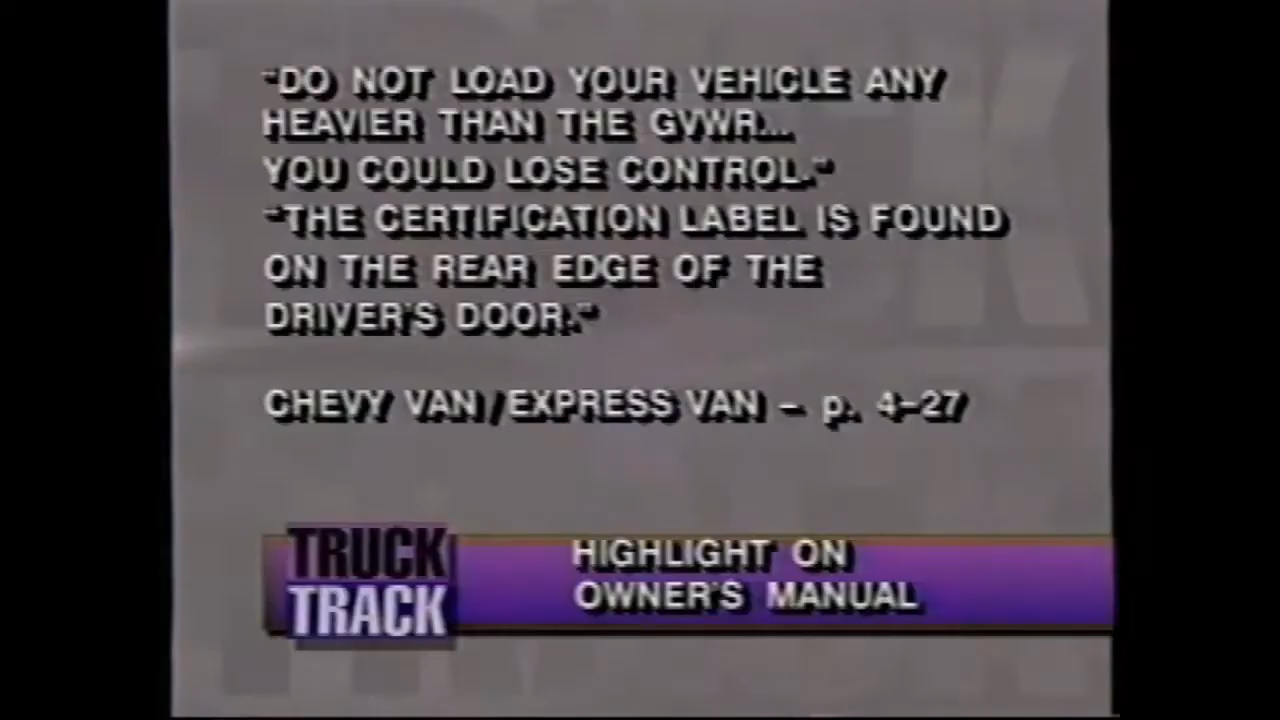 "DO NOT LOAD YOUR VEHICLE ANY
HEAVIER THAN THE GVWR...
YOU COULD LOSE CONTROL."
"THE CERTIFICATION LABEL IS FOUND
ON THE REAR EDGE OF THE
DRIVER'S DOOR."
CHEVY VAN/EXPRESS VAN – p. 4–27
TRUCK
TRACK
HIGHLIGHT ON
OWNER'S MANUAL